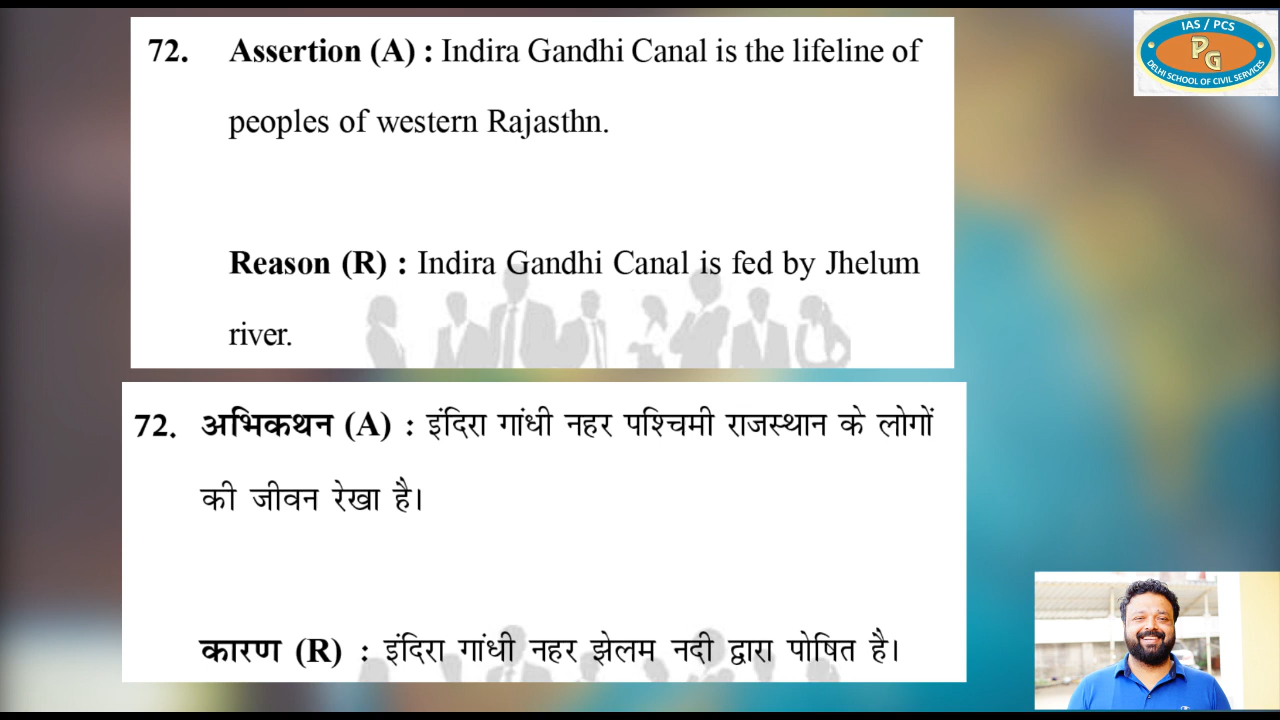 72. Assertion (A) : Indira Gandhi Canal is the lifeline of
peoples of western Rajasthn.
Reason (R) : Indira Gandhi Canal is fed by Jhelum
river.
72. अभिकथन (A) : इंदिरा गांधी नहर पश्चिमी राजस्थान के लोगों
की जीवन रेखा है।
कारण (R) : इंदिरा गांधी नहर झेलम नदी द्वारा पोषित है।
IAS / PCS
PG
DELHI SCHOOL OF CIVIL SERVICES